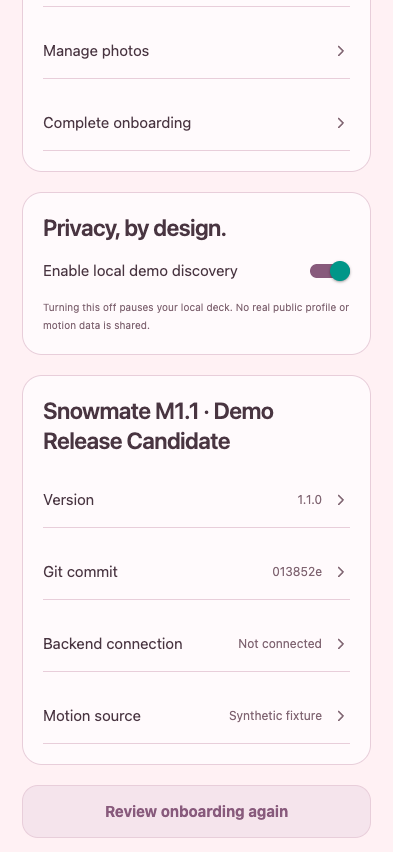 Manage photos
Complete onboarding
Privacy, by design.
Enable local demo discovery
Turning this off pauses your local deck. No real public profile or
motion data is shared.
Snowmate M1.1 · Demo
Release Candidate
Version 1.1.0
Git commit 013852e
Backend connection Not connected
Motion source Synthetic fixture
Review onboarding again